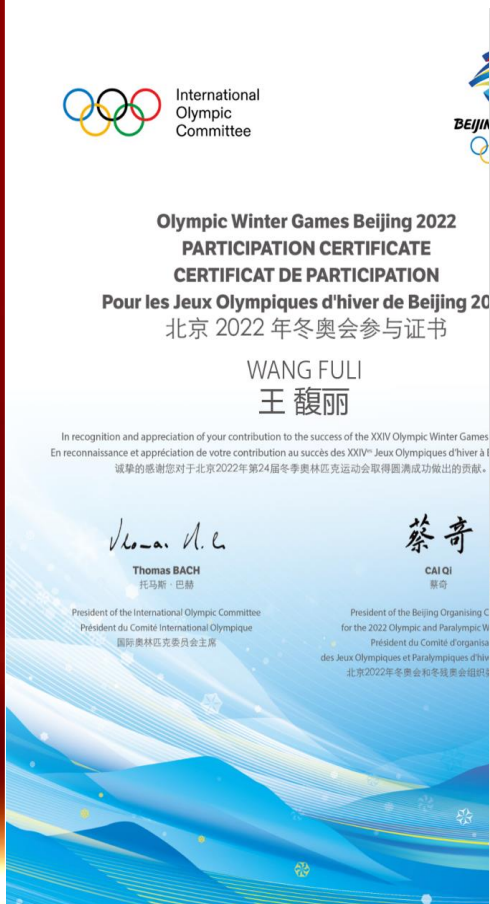 International
Olympic
Committee
BEIJIN
Olympic Winter Games Beijing 2022
PARTICIPATION CERTIFICATE
CERTIFICAT DE PARTICIPATION
Pour les Jeux Olympiques d'hiver de Beijing 20
北京 2022 年冬奥会参与证书
WANG FULI
王 馥丽
In recognition and appreciation of your contribution to the success of the XXIV Olympic Winter Games
En reconnaissance et appréciation de votre contribution au succès des XXIVes Jeux Olympiques d'hiver à B
诚挚的感谢您对于北京2022年第24届冬季奥林匹克运动会取得圆满成功做出的贡献。
蔡奇
Thomas BACH
托马斯·巴赫
President of the International Olympic Committee
Président du Comité International Olympique
国际奥林匹克委员会主席
CAI Qi
蔡奇
President of the Beijing Organising C
for the 2022 Olympic and Paralympic W
Président du Comité d'organisa
des Jeux Olympiques et Paralympiques d'hiv
北京2022年冬奥会和冬残奥会组织